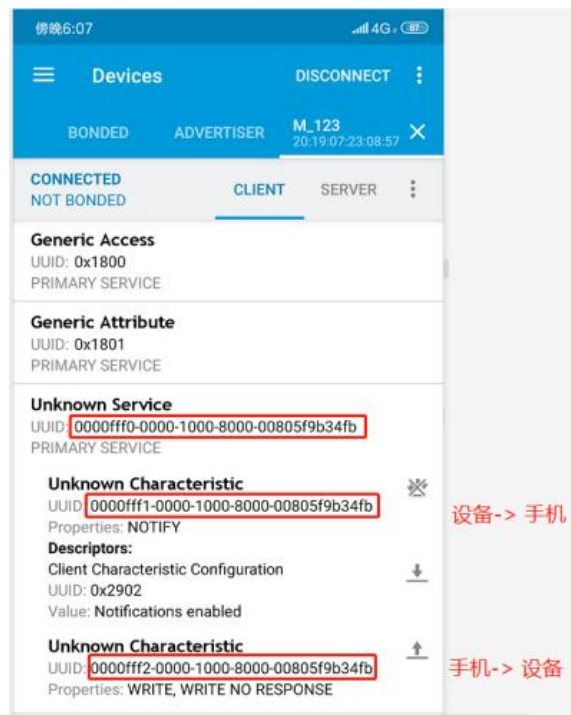 傍晚6:07
4G
87
Devices
DISCONNECT
BONDED
ADVERTISER
M_123
20:19:07:23:08:57
CONNECTED
NOT BONDED
CLIENT
SERVER
Generic Access
UUID: 0x1800
PRIMARY SERVICE
Generic Attribute
UUID: 0x1801
PRIMARY SERVICE
Unknown Service
UUID: 0000fff0-0000-1000-8000-00805f9b34fb
PRIMARY SERVICE
Unknown Characteristic
UUID: 0000fff1-0000-1000-8000-00805f9b34fb
设备-> 手机
Properties: NOTIFY
Descriptors:
Client Characteristic Configuration
UUID: 0x2902
Value: Notifications enabled
Unknown Characteristic
UUID: 0000fff2-0000-1000-8000-00805f9b34fb
手机-> 设备
Properties: WRITE, WRITE NO RESPONSE